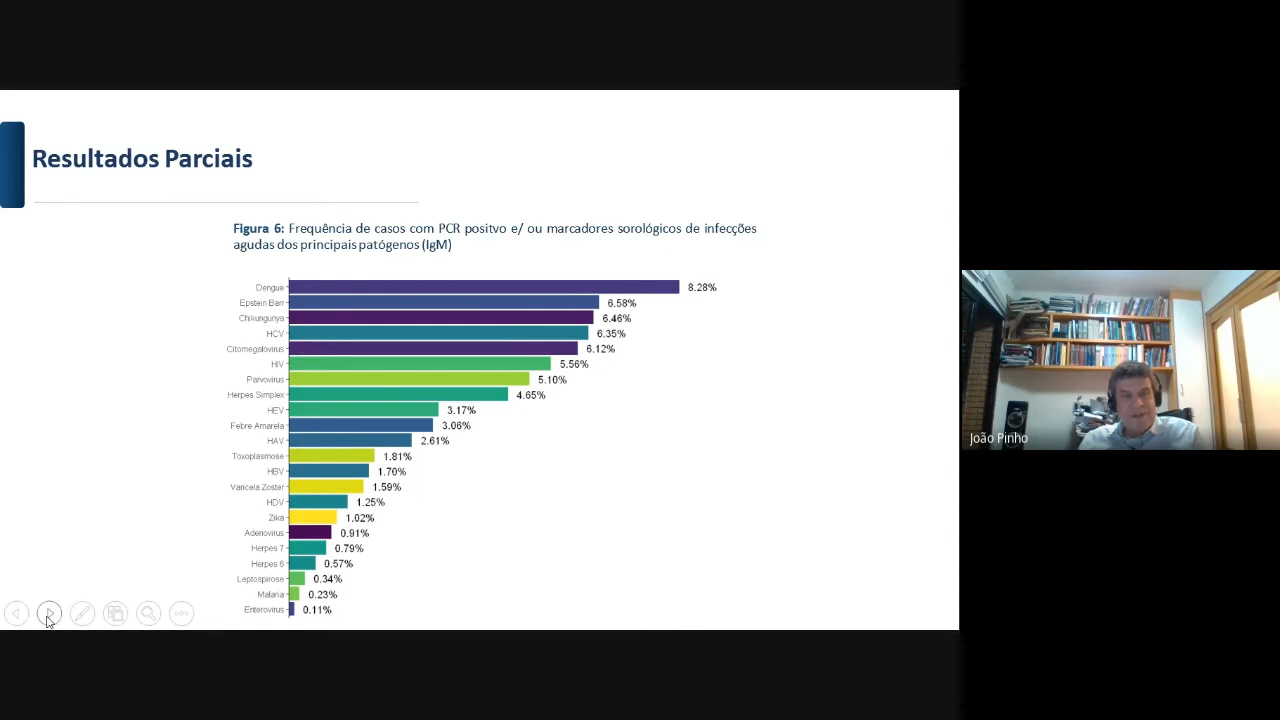 Resultados Parciais
Figura 6: Frequência de casos com PCR positvo e/ ou marcadores sorológicos de infecções
agudas dos principais patógenos (IgM)
Dengue 8.28%
Epstein Barr 6.58%
Chikungunya 6.46%
HCV 6.35%
Citomegalovirus 6.12%
HIV 5.56%
Parvovirus 5.10%
Herpes Simplex 4.65%
HEV 3.17%
Febre Amarela 3.06%
HAV 2.61%
Toxoplasmose 1.81%
HBV 1.70%
Varicela Zoster 1.59%
HDV 1.25%
Zika 1.02%
Adenovirus 0.91%
Herpes 7 0.79%
Herpes 6 0.57%
Leptospirose 0.34%
Malaria 0.23%
Enterovirus 0.11%
João Pinho